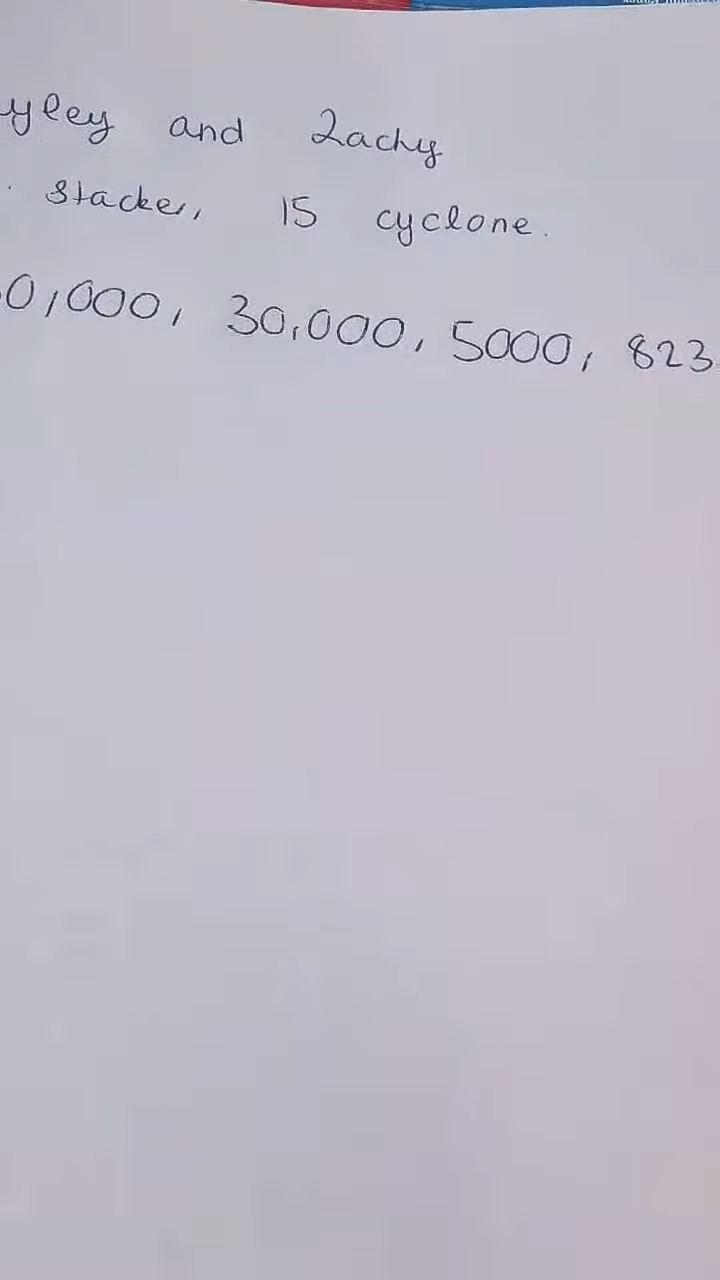 yley and Zachy
stacker, 15 cyclone.
0,000, 30,000, 5000, 823